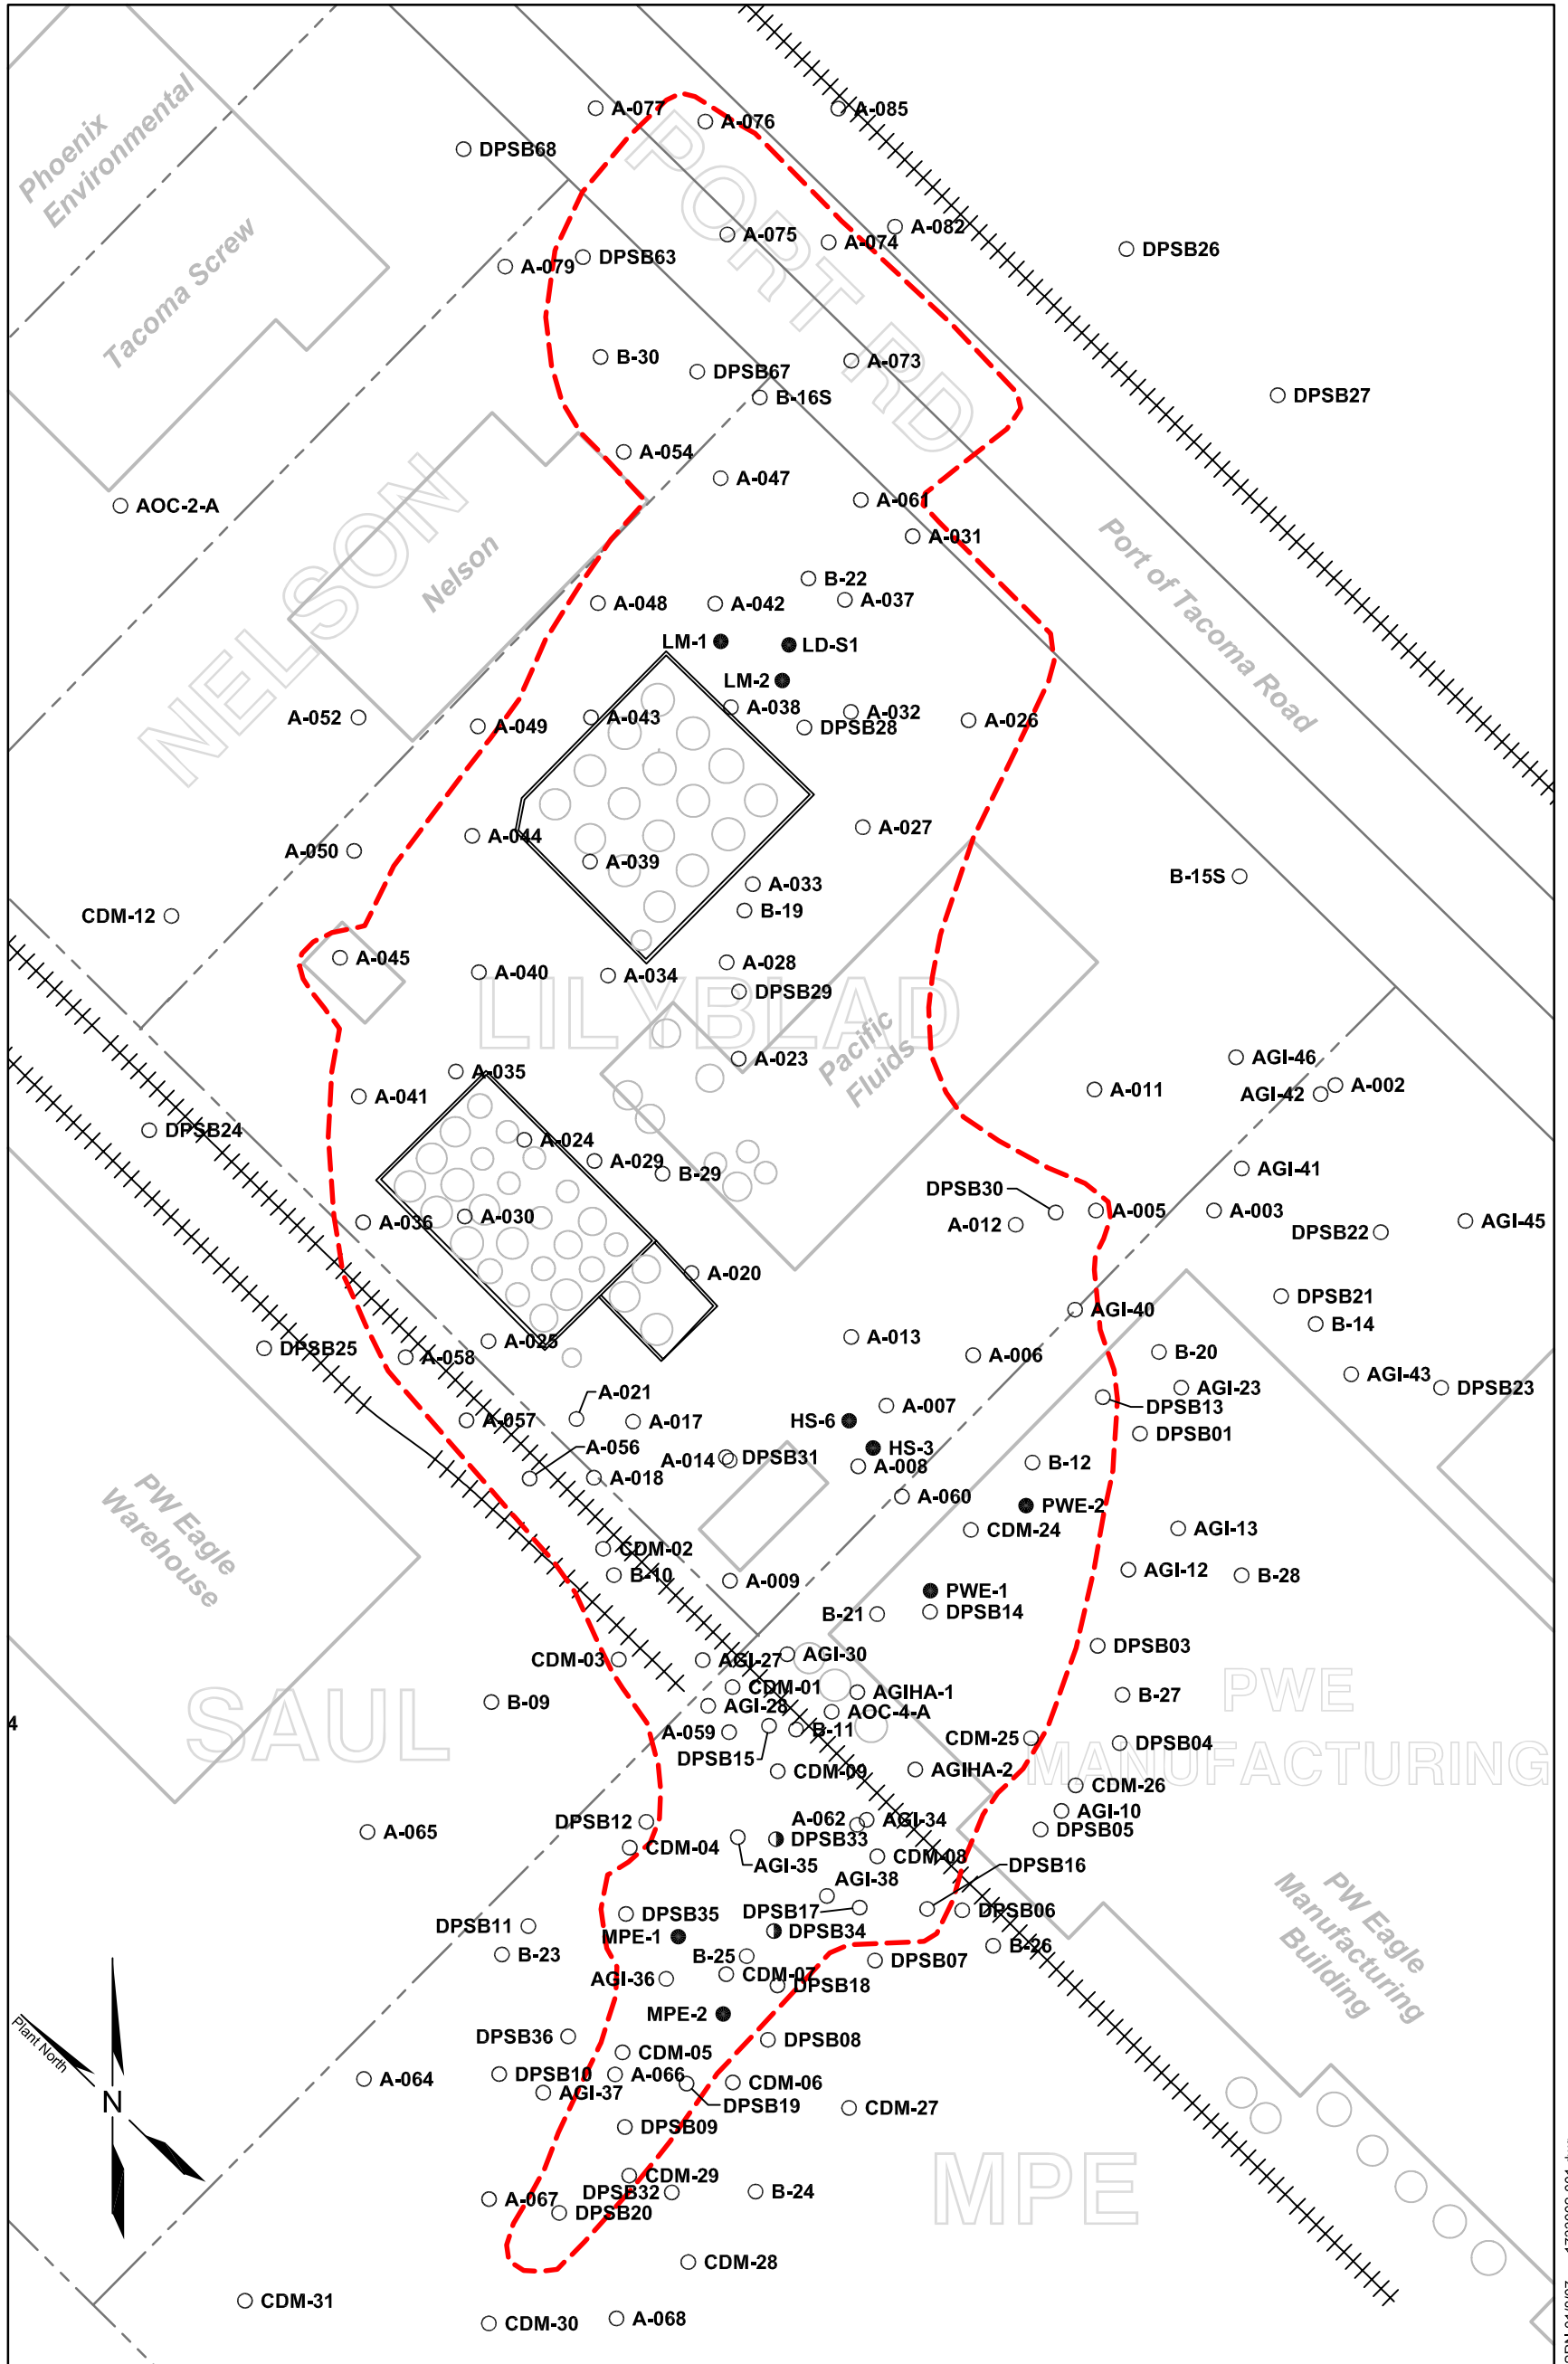 A-077
A-076
A-085
Phoenix
Environmental
DPSB68
PORT RD
A-075
A-074
A-082
DPSB26
Tacoma Screw
A-079
DPSB63
B-30
DPSB67
A-073
B-16S
DPSB27
A-054
A-047
AOC-2-A
A-061
A-031
NELSON
Nelson
Port of Tacoma Road
B-22
A-048
A-042
A-037
LM-1
LD-S1
LM-2
A-052
A-049
A-043
A-038
A-032
DPSB28
A-026
A-044
A-027
A-050
A-039
A-033
B-15S
CDM-12
B-19
A-045
A-040
A-034
A-028
LILYBLAD
DPSB29
Pacific
Fluids
A-023
AGI-46
A-035
A-041
A-011
AGI-42
A-002
DPSB24
A-024
A-029
B-29
AGI-41
DPSB30
A-005
A-003
A-036
A-030
A-012
DPSB22
AGI-45
A-020
AGI-40
DPSB21
B-14
A-025
A-013
DPSB25
A-058
A-006
B-20
AGI-43
AGI-23
DPSB23
DPSB13
A-021
A-057
A-017
A-007
HS-6
DPSB01
A-056
HS-3
A-014
DPSB31
A-008
B-12
A-018
A-060
PWE-2
PW Eagle
Warehouse
CDM-24
AGI-13
CDM-02
B-10
A-009
AGI-12
B-28
PWE-1
B-21
DPSB14
DPSB03
CDM-03
AGI-27
AGI-30
CDM-01
AGIHA-1
B-27
PWE
MANUFACTURING
SAUL
B-09
AGI-28
AOC-4-A
4
A-059
B-11
CDM-25
DPSB04
DPSB15
CDM-09
AGIHA-2
CDM-26
AGI-10
DPSB12
A-062
AGI-34
DPSB05
A-065
DPSB33
CDM-04
CDM-08
AGI-35
DPSB16
AGI-38
DPSB17
DPSB06
DPSB35
DPSB11
DPSB34
MPE-1
B-26
PW Eagle
Manufacturing
Building
B-23
B-25
DPSB07
AGI-36
CDM-07
DPSB18
MPE-2
Plant North
DPSB36
DPSB08
CDM-05
DPSB10
A-066
A-064
CDM-06
N
AGI-37
DPSB19
CDM-27
DPSB09
CDM-29
DPSB32
B-24
MPE
A-067
DPSB20
CDM-28
CDM-31
A-068
CDM-30